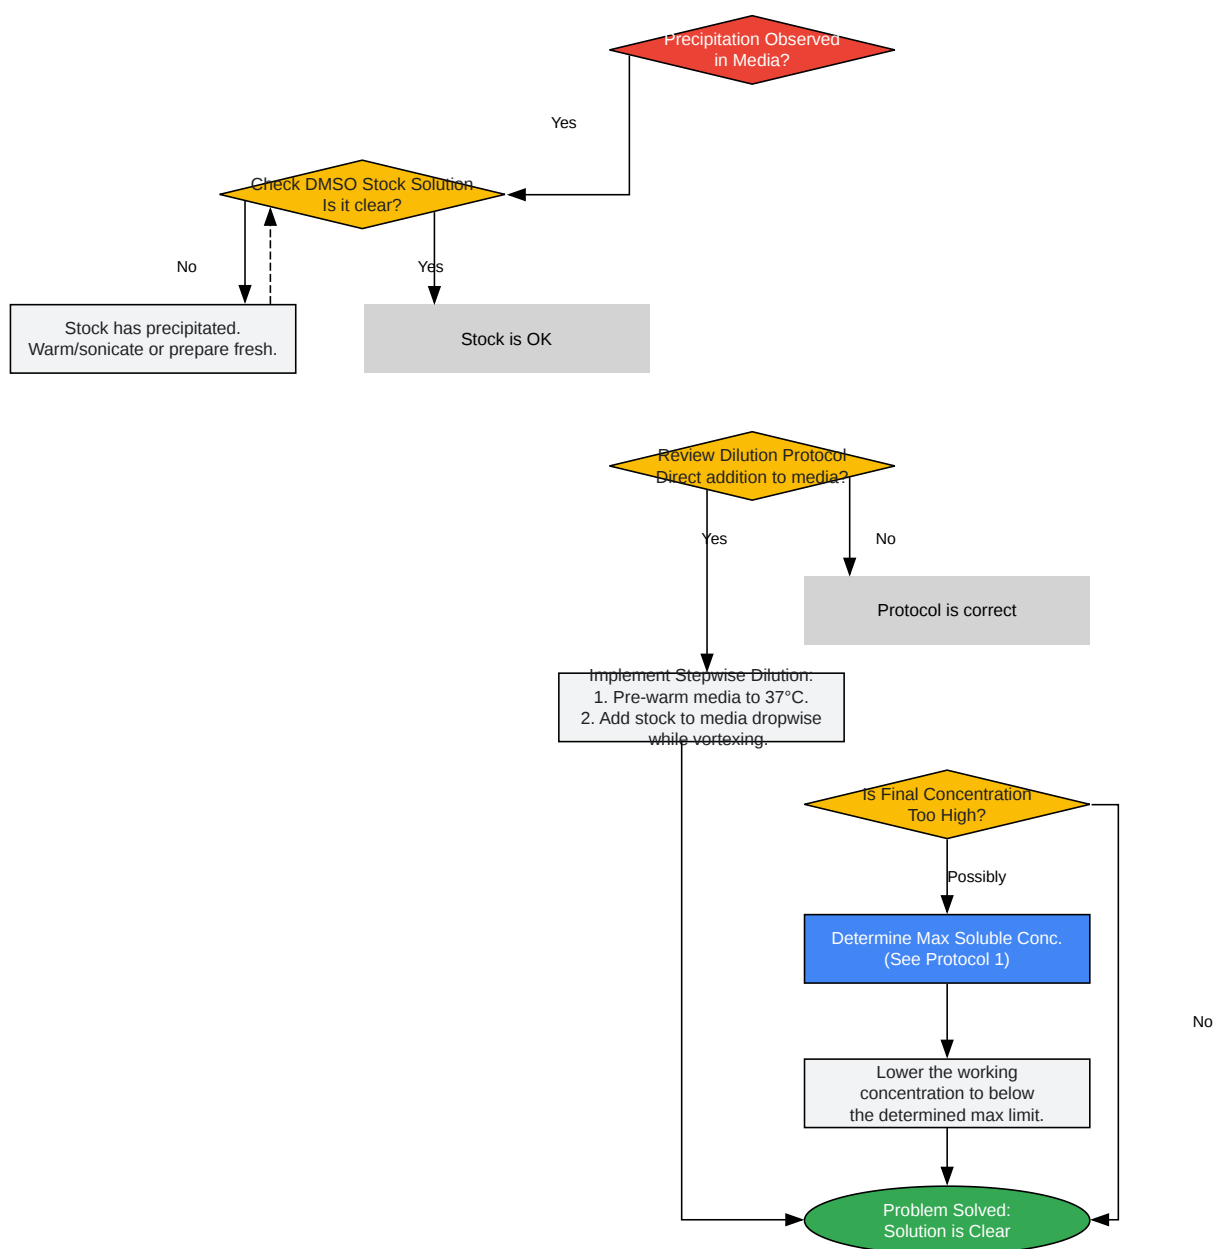 Precipitation Observed
in Media?
Yes
Check DMSO Stock Solution
Is it clear?
No
Yes
Stock has precipitated.
Warm/sonicate or prepare fresh.
Stock is OK
Review Dilution Protocol
Direct addition to media?
Yes
No
Protocol is correct
Implement Stepwise Dilution:
1. Pre-warm media to 37°C.
2. Add stock to media dropwise
while vortexing.
Is Final Concentration
Too High?
Possibly
Determine Max Soluble Conc.
(See Protocol 1)
No
Lower the working
concentration to below
the determined max limit.
Problem Solved:
Solution is Clear